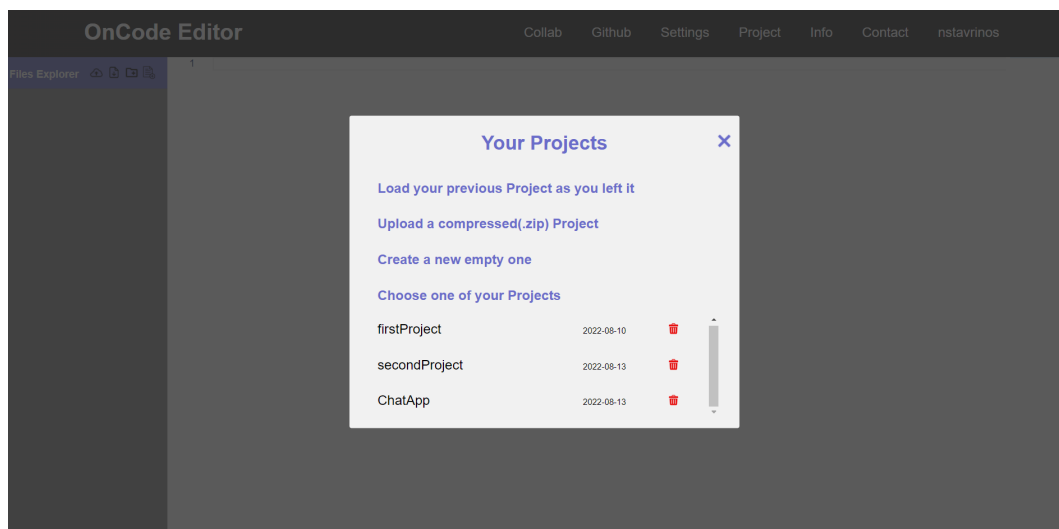 OnCode Editor
Collab Github Settings Project Info Contact nstavrinos
Files Explorer
1
Your Projects
Load your previous Project as you left it
Upload a compressed(.zip) Project
Create a new empty one
Choose one of your Projects
firstProject 2022-08-10
secondProject 2022-08-13
ChatApp 2022-08-13